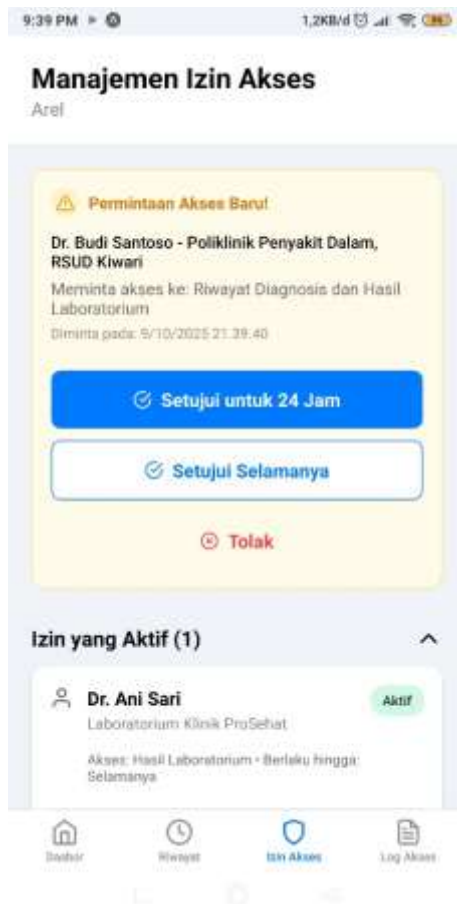 9:39 PM
1,2KB/d
Manajemen Izin Akses
Arel
Permintaan Akses Baru!
Dr. Budi Santoso - Poliklinik Penyakit Dalam,
RSUD Kiwari
Meminta akses ke: Riwayat Diagnosis dan Hasil
Laboratorium
Diminta pada: 9/10/2025 21.39.40
Setujui untuk 24 Jam
Setujui Selamanya
Tolak
Izin yang Aktif (1)
Dr. Ani Sari
Aktif
Laboratorium Klinik ProSehat
Akses: Hasil Laboratorium • Berlaku hingga:
Selamanya
Riwayat
Izin Akses
Log Akses